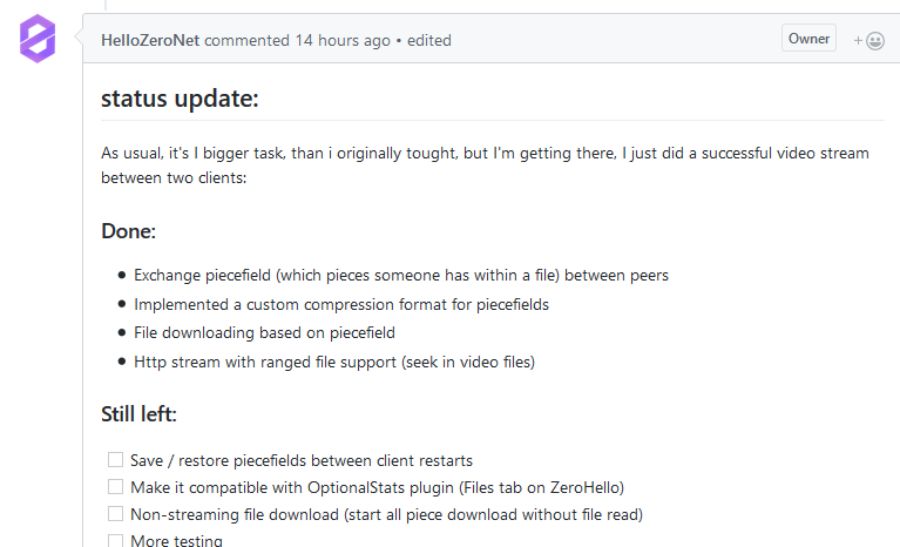 HelloZeroNet commented 14 hours ago • edited
Owner
status update:
As usual, it's I bigger task, than i originally tought, but I'm getting there, I just did a successful video stream
between two clients:
Done:
• Exchange piecefield (which pieces someone has within a file) between peers
• Implemented a custom compression format for piecefields
• File downloading based on piecefield
• Http stream with ranged file support (seek in video files)
Still left:
Save / restore piecefields between client restarts
Make it compatible with OptionalStats plugin (Files tab on ZeroHello)
Non-streaming file download (start all piece download without file read)
More testing